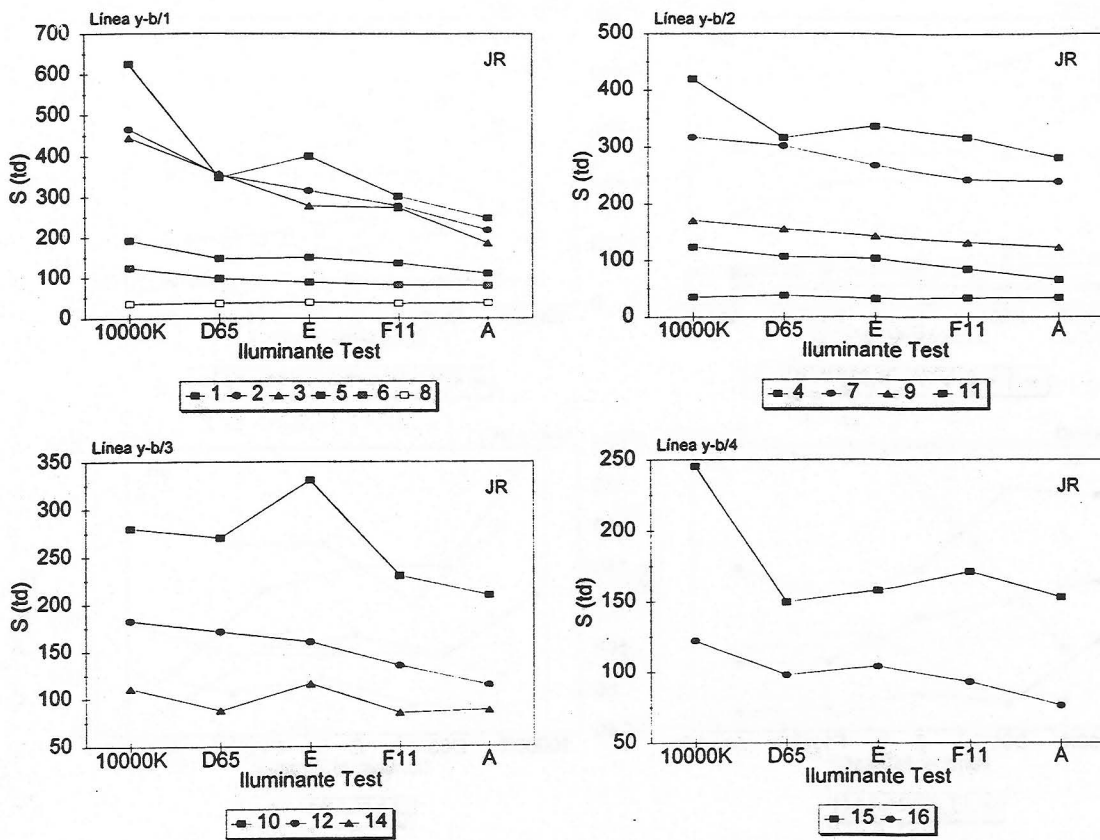 Línea y-b/1
JR
S (td)
700
600
500
400
300
200
100
0
10000K D65 E F11 A
Iluminante Test
1 2 3 5 6 8
Línea y-b/2
JR
S (td)
500
400
300
200
100
0
10000K D65 E F11 A
Iluminante Test
4 7 9 11
Línea y-b/3
JR
S (td)
350
300
250
200
150
100
50
10000K D65 E F11 A
Iluminante Test
10 12 14
Línea y-b/4
JR
S (td)
250
200
150
100
50
10000K D65 E F11 A
Iluminante Test
15 16